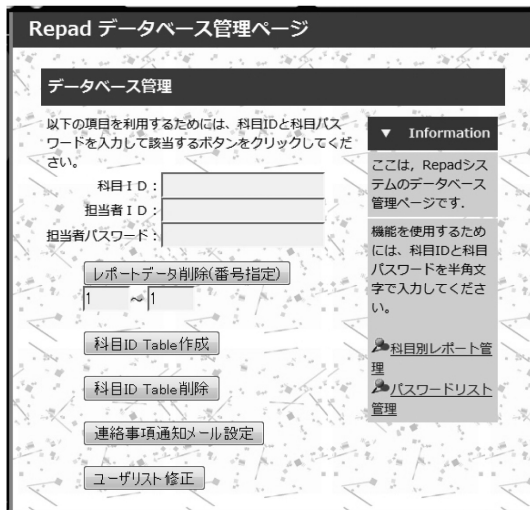 Repad データベース管理ページ
データベース管理
以下の項目を利用するためには、科目IDと科目パス
ワードを入力して該当するボタンをクリックしてくだ
さい。
科目ＩＤ：
担当者ＩＤ：
担当者パスワード：
レポートデータ削除(番号指定)
1 ～ 1
科目ID Table作成
科目ID Table削除
連絡事項通知メール設定
ユーザリスト修正
▼ Information
ここは，Repadシス
テムのデータベース
管理ページです．
機能を使用するため
には、科目IDと科目
パスワードを半角文
字で入力してくださ
い。
科目別レポート管
理
パスワードリスト
管理